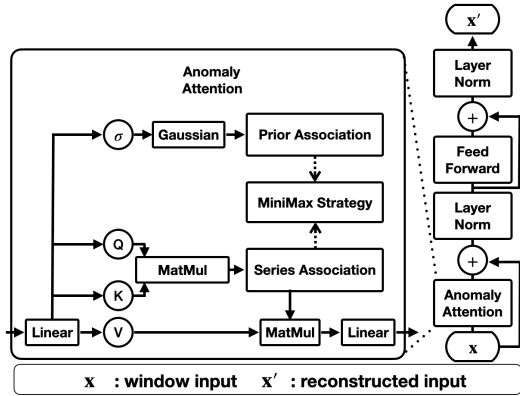 Anomaly
Attention
σ
Gaussian
Prior Association
MiniMax Strategy
Q
MatMul
Series Association
K
Linear
V
MatMul
Linear
x′
Layer
Norm
+
Feed
Forward
Layer
Norm
+
Anomaly
Attention
x
x : window input x′ : reconstructed input